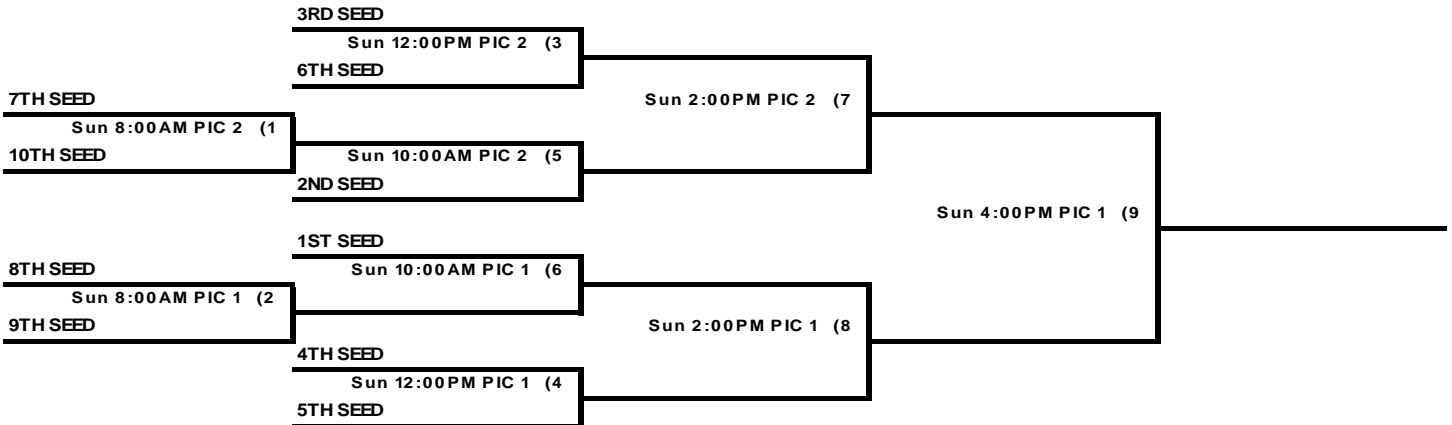 3RD SEED
Sun 12:00PM PIC 2 (3
6TH SEED
7TH SEED
Sun 2:00PM PIC 2 (7
Sun 8:00AM PIC 2 (1
10TH SEED
Sun 10:00AM PIC 2 (5
2ND SEED
Sun 4:00PM PIC 1 (9
1ST SEED
8TH SEED
Sun 10:00AM PIC 1 (6
Sun 8:00AM PIC 1 (2
9TH SEED
Sun 2:00PM PIC 1 (8
4TH SEED
Sun 12:00PM PIC 1 (4
5TH SEED